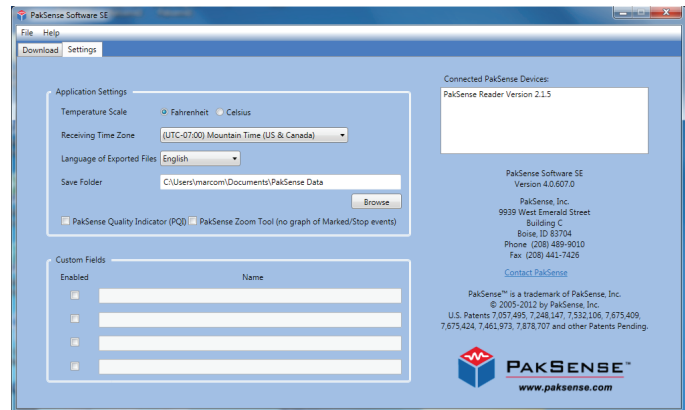 PakSense Software SE
File Help
Download Settings
Application Settings
Temperature Scale Fahrenheit Celsius
Receiving Time Zone (UTC-07:00) Mountain Time (US & Canada)
Language of Exported Files English
Save Folder C:\Users\marcom\Documents\PakSense Data
Browse
PakSense Quality Indicator (PQI) PakSense Zoom Tool (no graph of Marked/Stop events)
Custom Fields
Enabled Name
Connected PakSense Devices:
PakSense Reader Version 2.1.5
PakSense Software SE
Version 4.0.607.0
PakSense, Inc.
9939 West Emerald Street
Building C
Boise, ID 83704
Phone (208) 489-9010
Fax (208) 441-7426
Contact PakSense
PakSense™ is a trademark of PakSense, Inc.
© 2005-2012 by PakSense, Inc.
U.S. Patents 7,057,495, 7,248,147, 7,532,106, 7,675,409,
7,675,424, 7,461,973, 7,878,707 and other Patents Pending.
PAKSENSE™
www.paksense.com